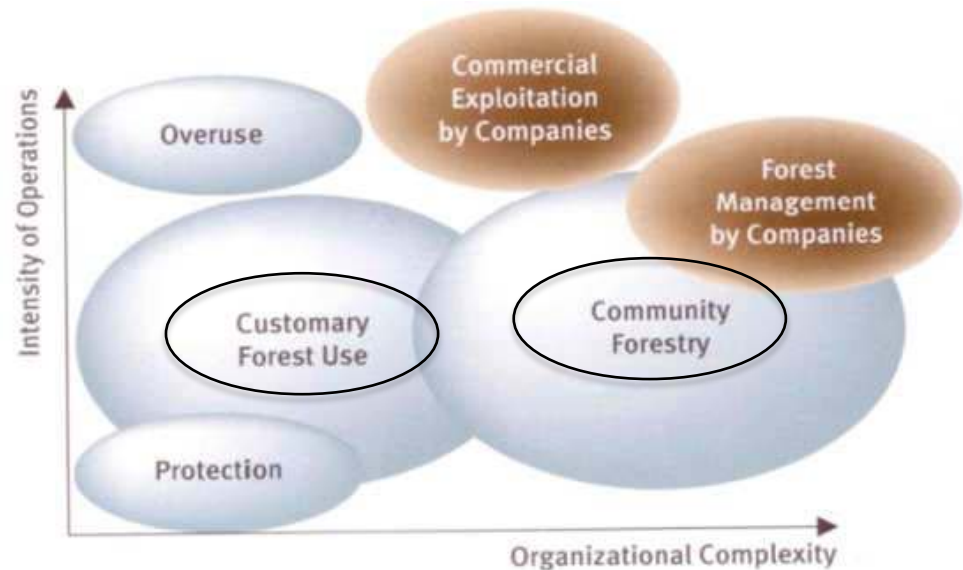 Commercial
Exploitation
by Companies
Overuse
Forest
Management
by Companies
Intensity of Operations
Customary
Forest Use
Community
Forestry
Protection
Organizational Complexity